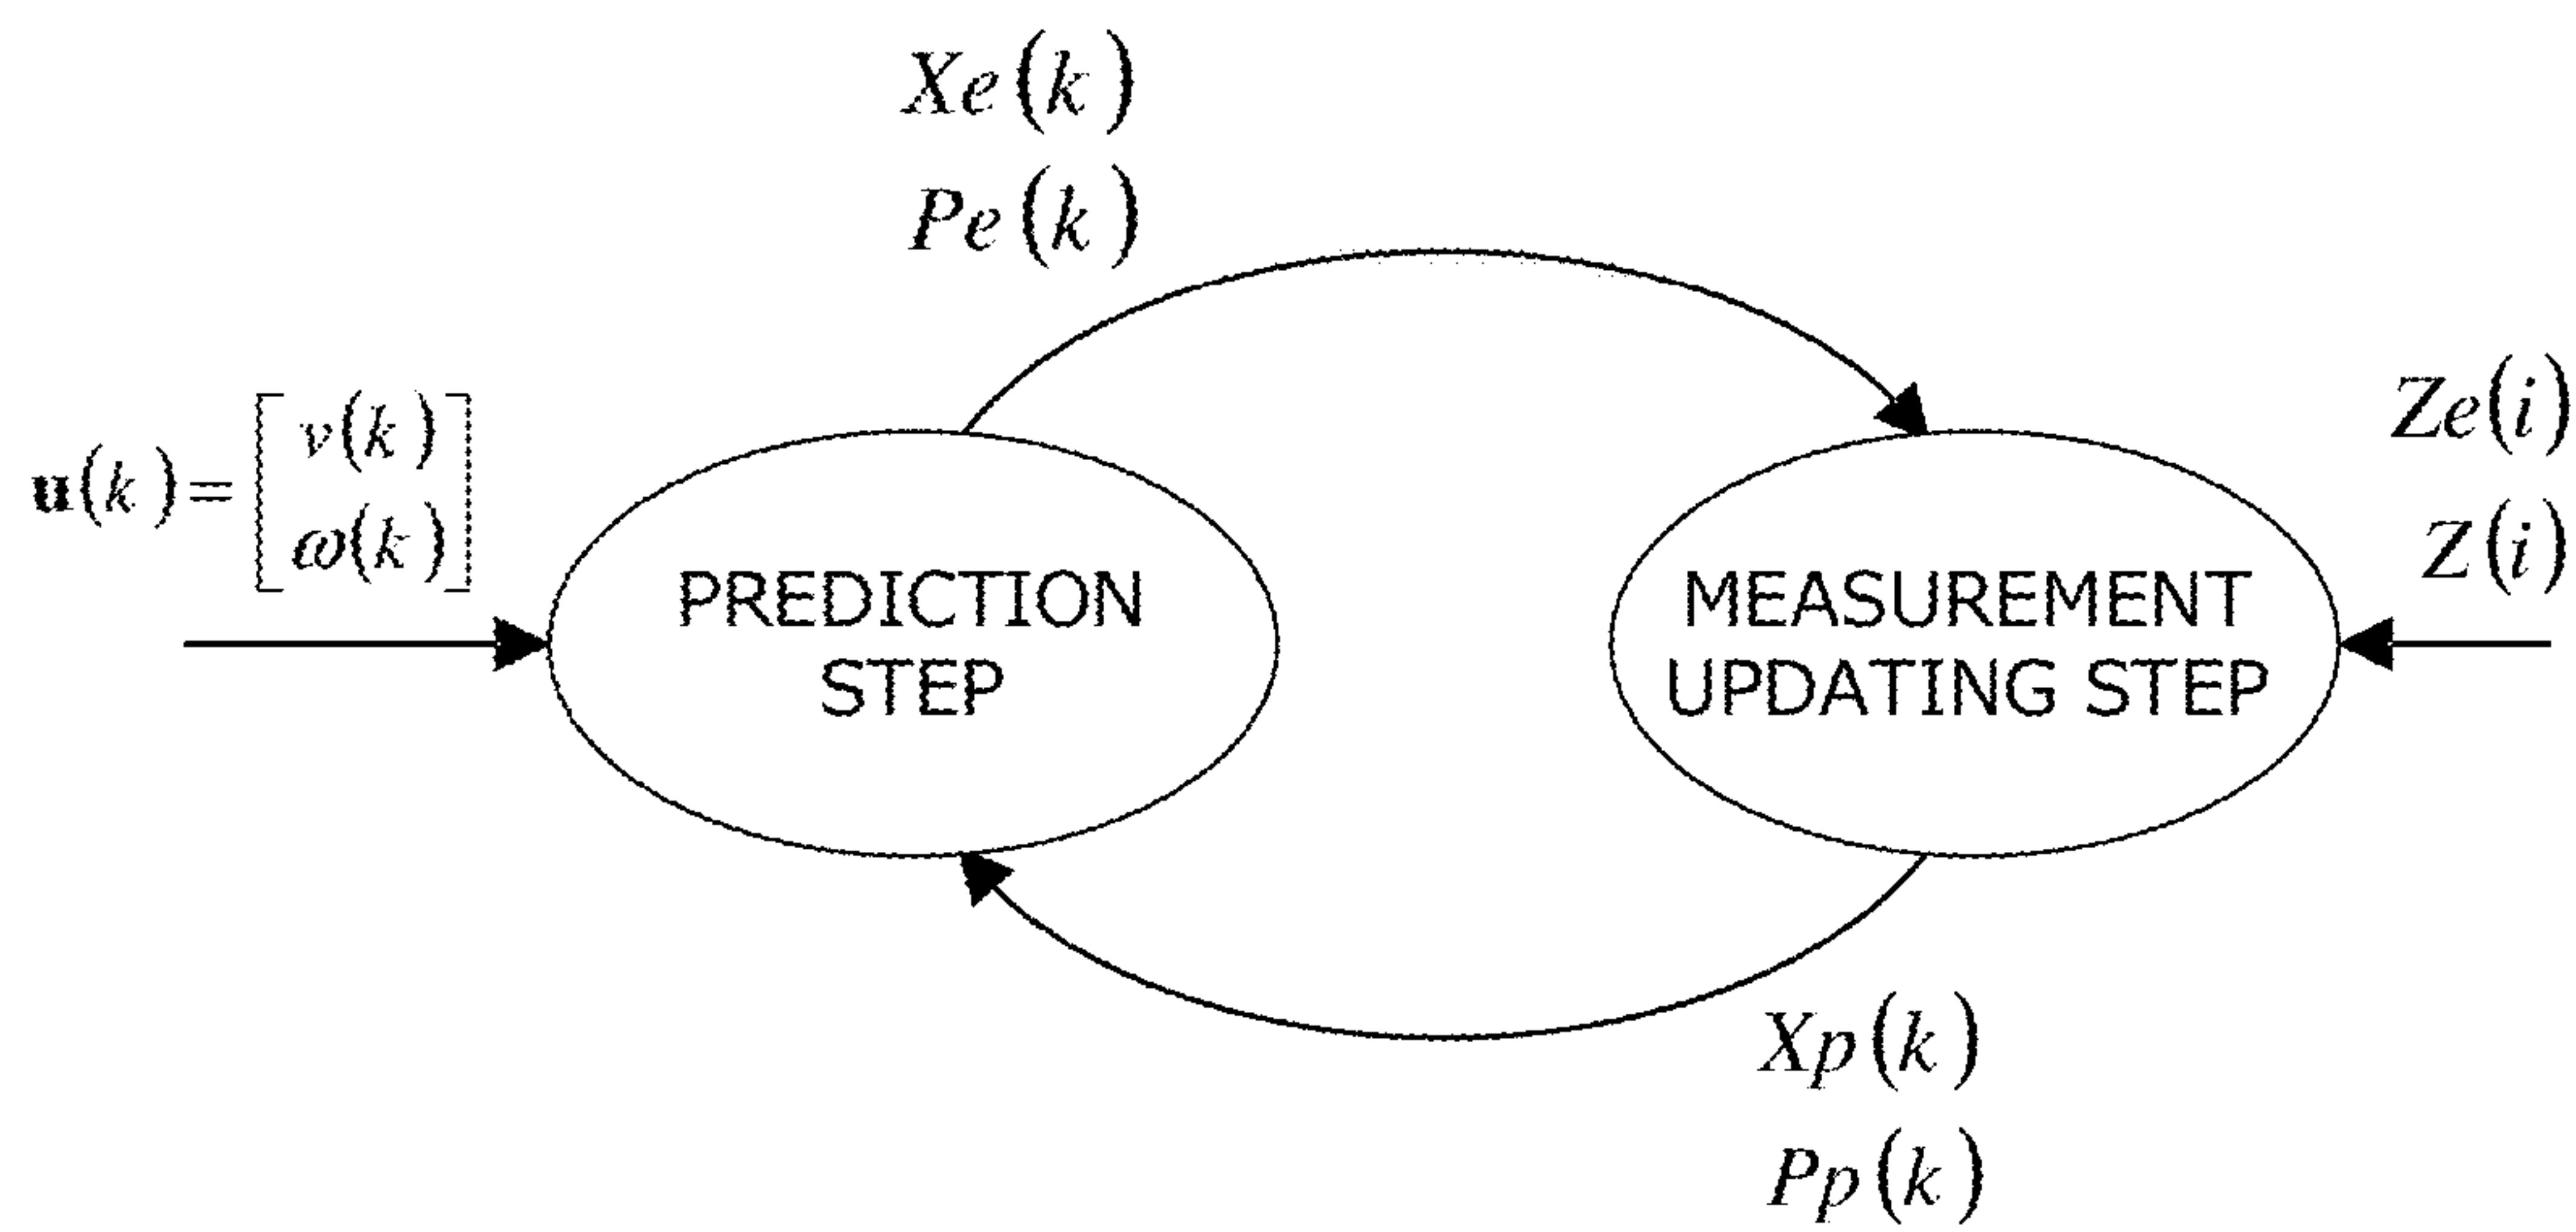 Xe(k)
Pe(k)
u(k)=[v(k)
ω(k)]
PREDICTION
STEP
MEASUREMENT
UPDATING STEP
Ze(i)
Z(i)
Xp(k)
Pp(k)